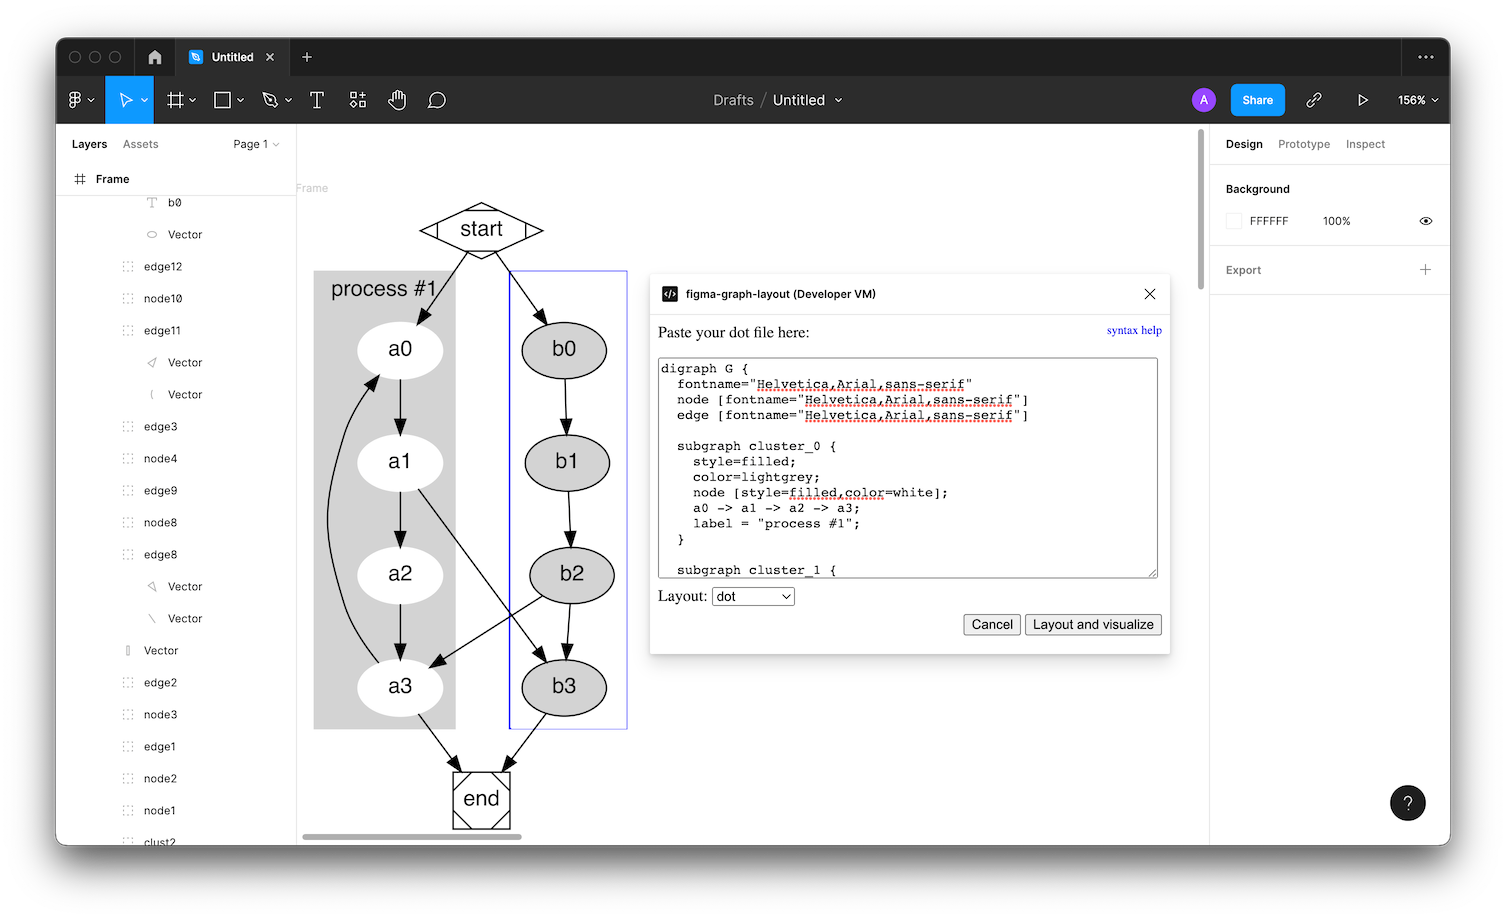 Untitled
Drafts / Untitled
A
Share
156%
Layers
Assets
Page 1
Frame
b0
Vector
edge12
node10
edge11
Vector
Vector
edge3
node4
edge9
node8
edge8
Vector
Vector
Vector
edge2
node3
edge1
node2
node1
clust2
Frame
start
process #1
a0
b0
a1
b1
a2
b2
a3
b3
end
figma-graph-layout (Developer VM)
Paste your dot file here:
syntax help
digraph G {
fontname="Helvetica,Arial,sans-serif"
node [fontname="Helvetica,Arial,sans-serif"]
edge [fontname="Helvetica,Arial,sans-serif"]
subgraph cluster_0 {
style=filled;
color=lightgrey;
node [style=filled,color=white];
a0 -> a1 -> a2 -> a3;
label = "process #1";
}
subgraph cluster_1 {
Layout: dot
Cancel
Layout and visualize
Design
Prototype
Inspect
Background
FFFFFF
100%
Export
?